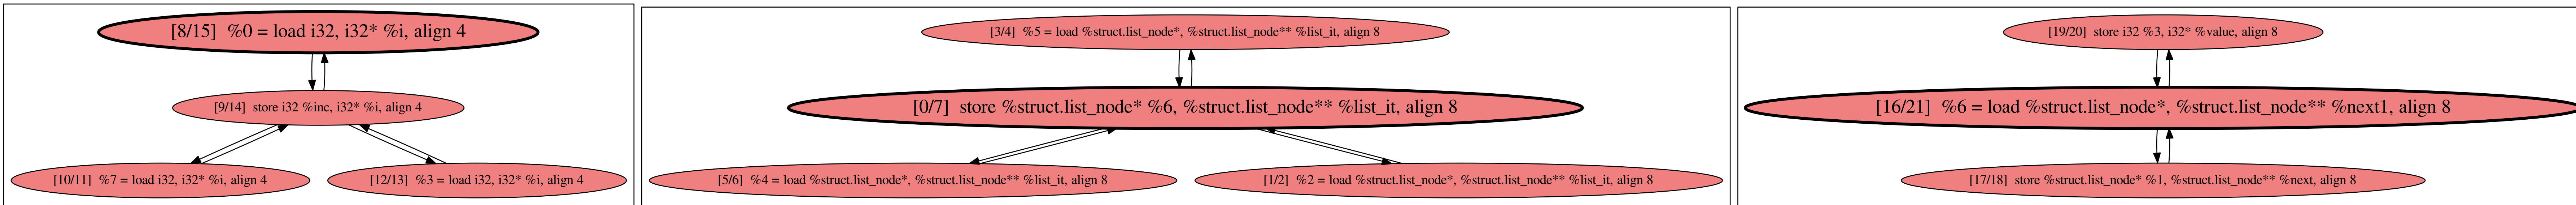 [8/15] %0 = load i32, i32* %i, align 4
[9/14] store i32 %inc, i32* %i, align 4
[10/11] %7 = load i32, i32* %i, align 4
[12/13] %3 = load i32, i32* %i, align 4
[3/4] %5 = load %struct.list_node*, %struct.list_node** %list_it, align 8
[0/7] store %struct.list_node* %6, %struct.list_node** %list_it, align 8
[5/6] %4 = load %struct.list_node*, %struct.list_node** %list_it, align 8
[1/2] %2 = load %struct.list_node*, %struct.list_node** %list_it, align 8
[19/20] store i32 %3, i32* %value, align 8
[16/21] %6 = load %struct.list_node*, %struct.list_node** %next1, align 8
[17/18] store %struct.list_node* %1, %struct.list_node** %next, align 8